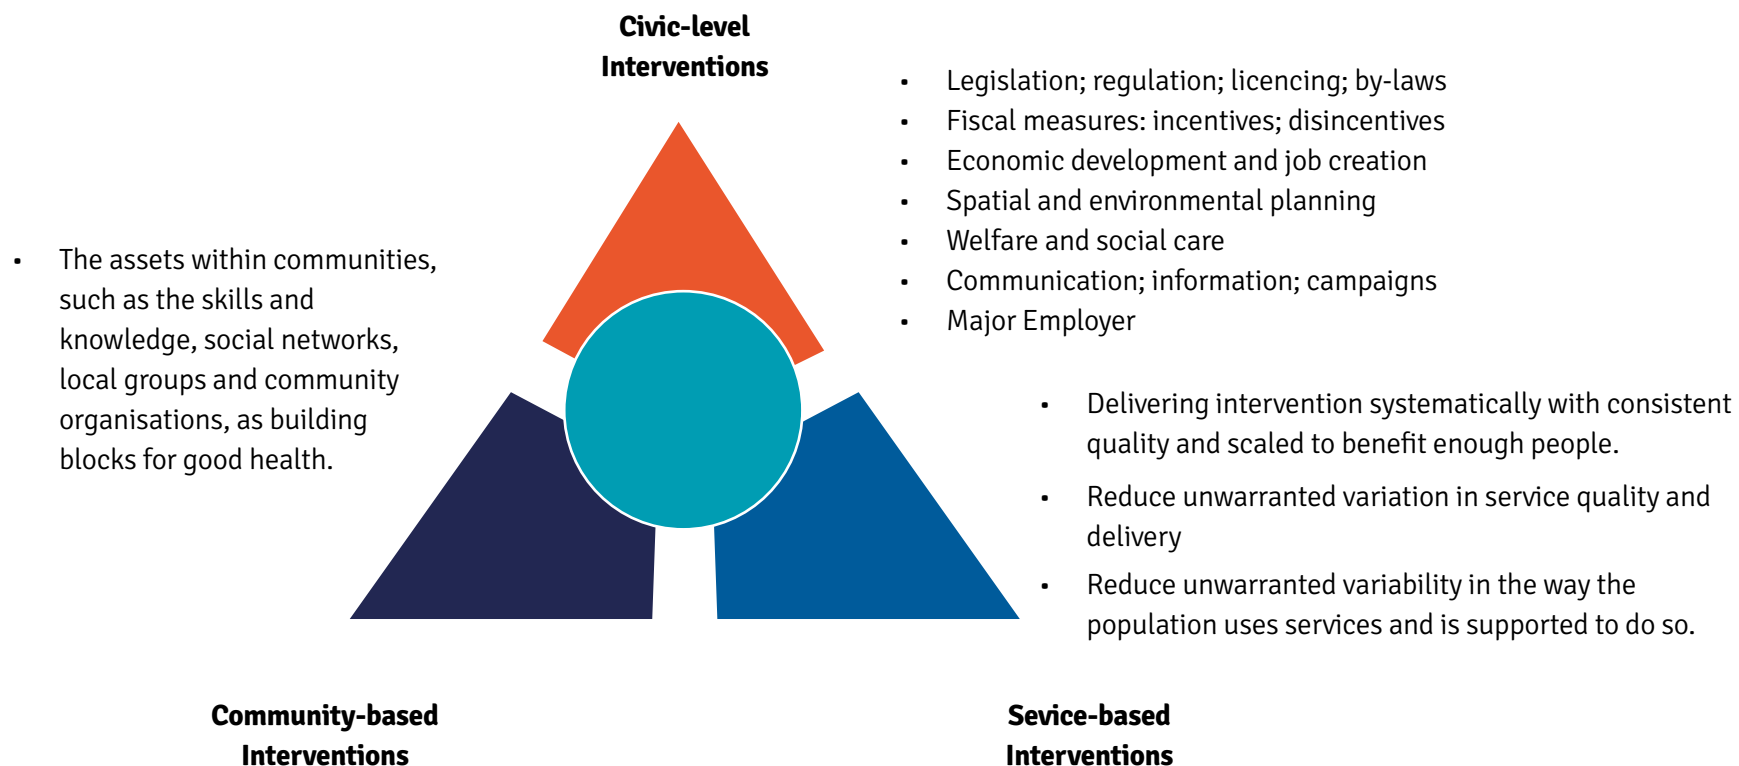 Civic-level
Interventions
• Legislation; regulation; licencing; by-laws
• Fiscal measures: incentives; disincentives
• Economic development and job creation
• Spatial and environmental planning
• Welfare and social care
• Communication; information; campaigns
• Major Employer
• The assets within communities,
such as the skills and
knowledge, social networks,
local groups and community
organisations, as building
blocks for good health.
• Delivering intervention systematically with consistent
quality and scaled to benefit enough people.
• Reduce unwarranted variation in service quality and
delivery
• Reduce unwarranted variability in the way the
population uses services and is supported to do so.
Community-based
Interventions
Sevice-based
Interventions